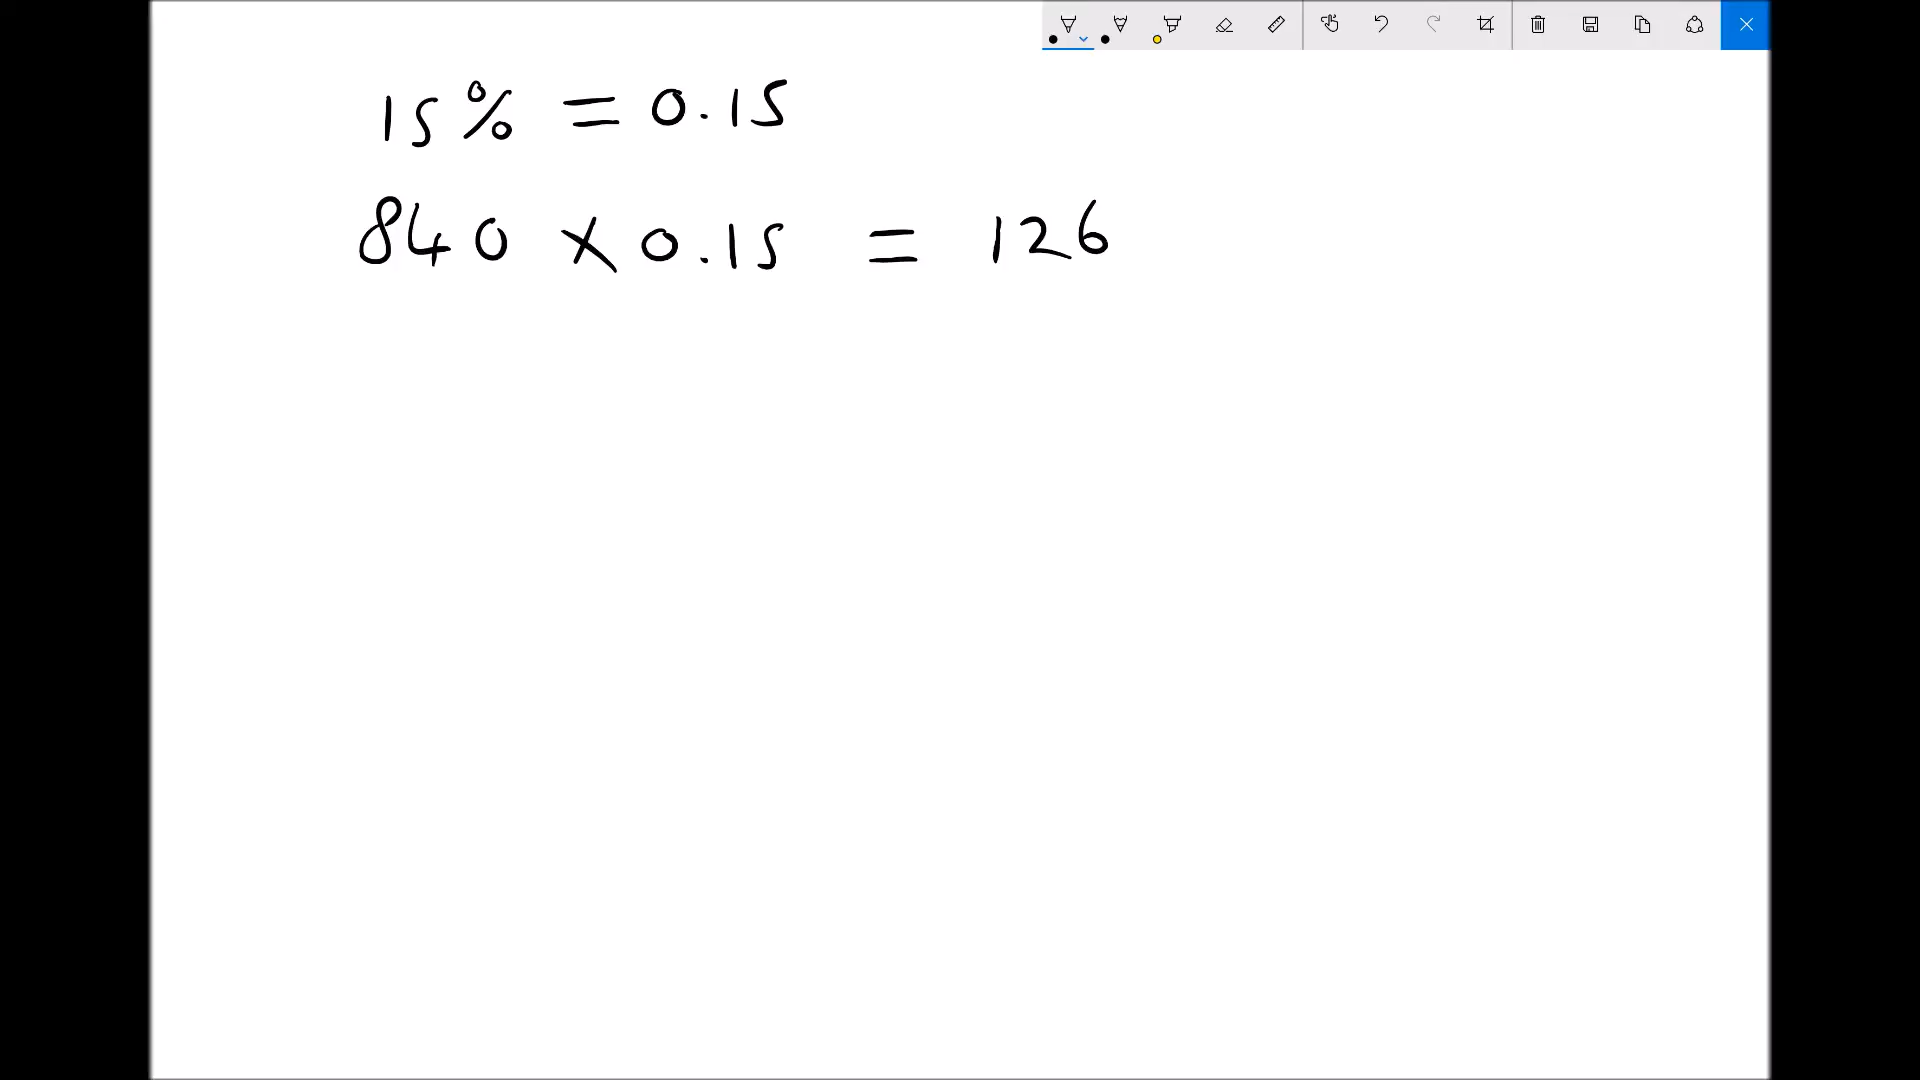 15% = 0.15
840 × 0.15 = 126